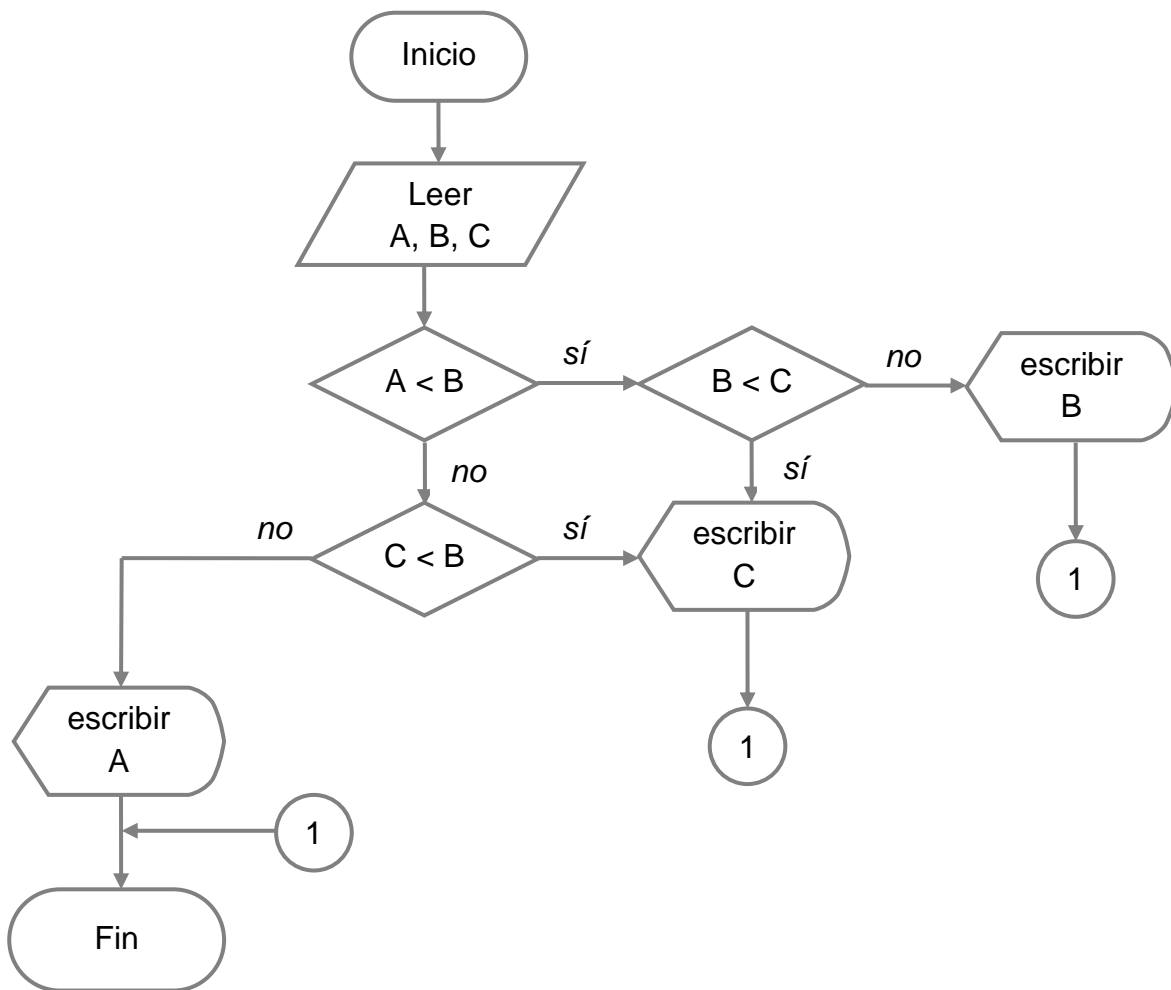 Inicio
Leer
A, B, C
A < B
sí
B < C
no
escribir
B
no
sí
no
C < B
sí
escribir
C
1
escribir
A
1
1
Fin